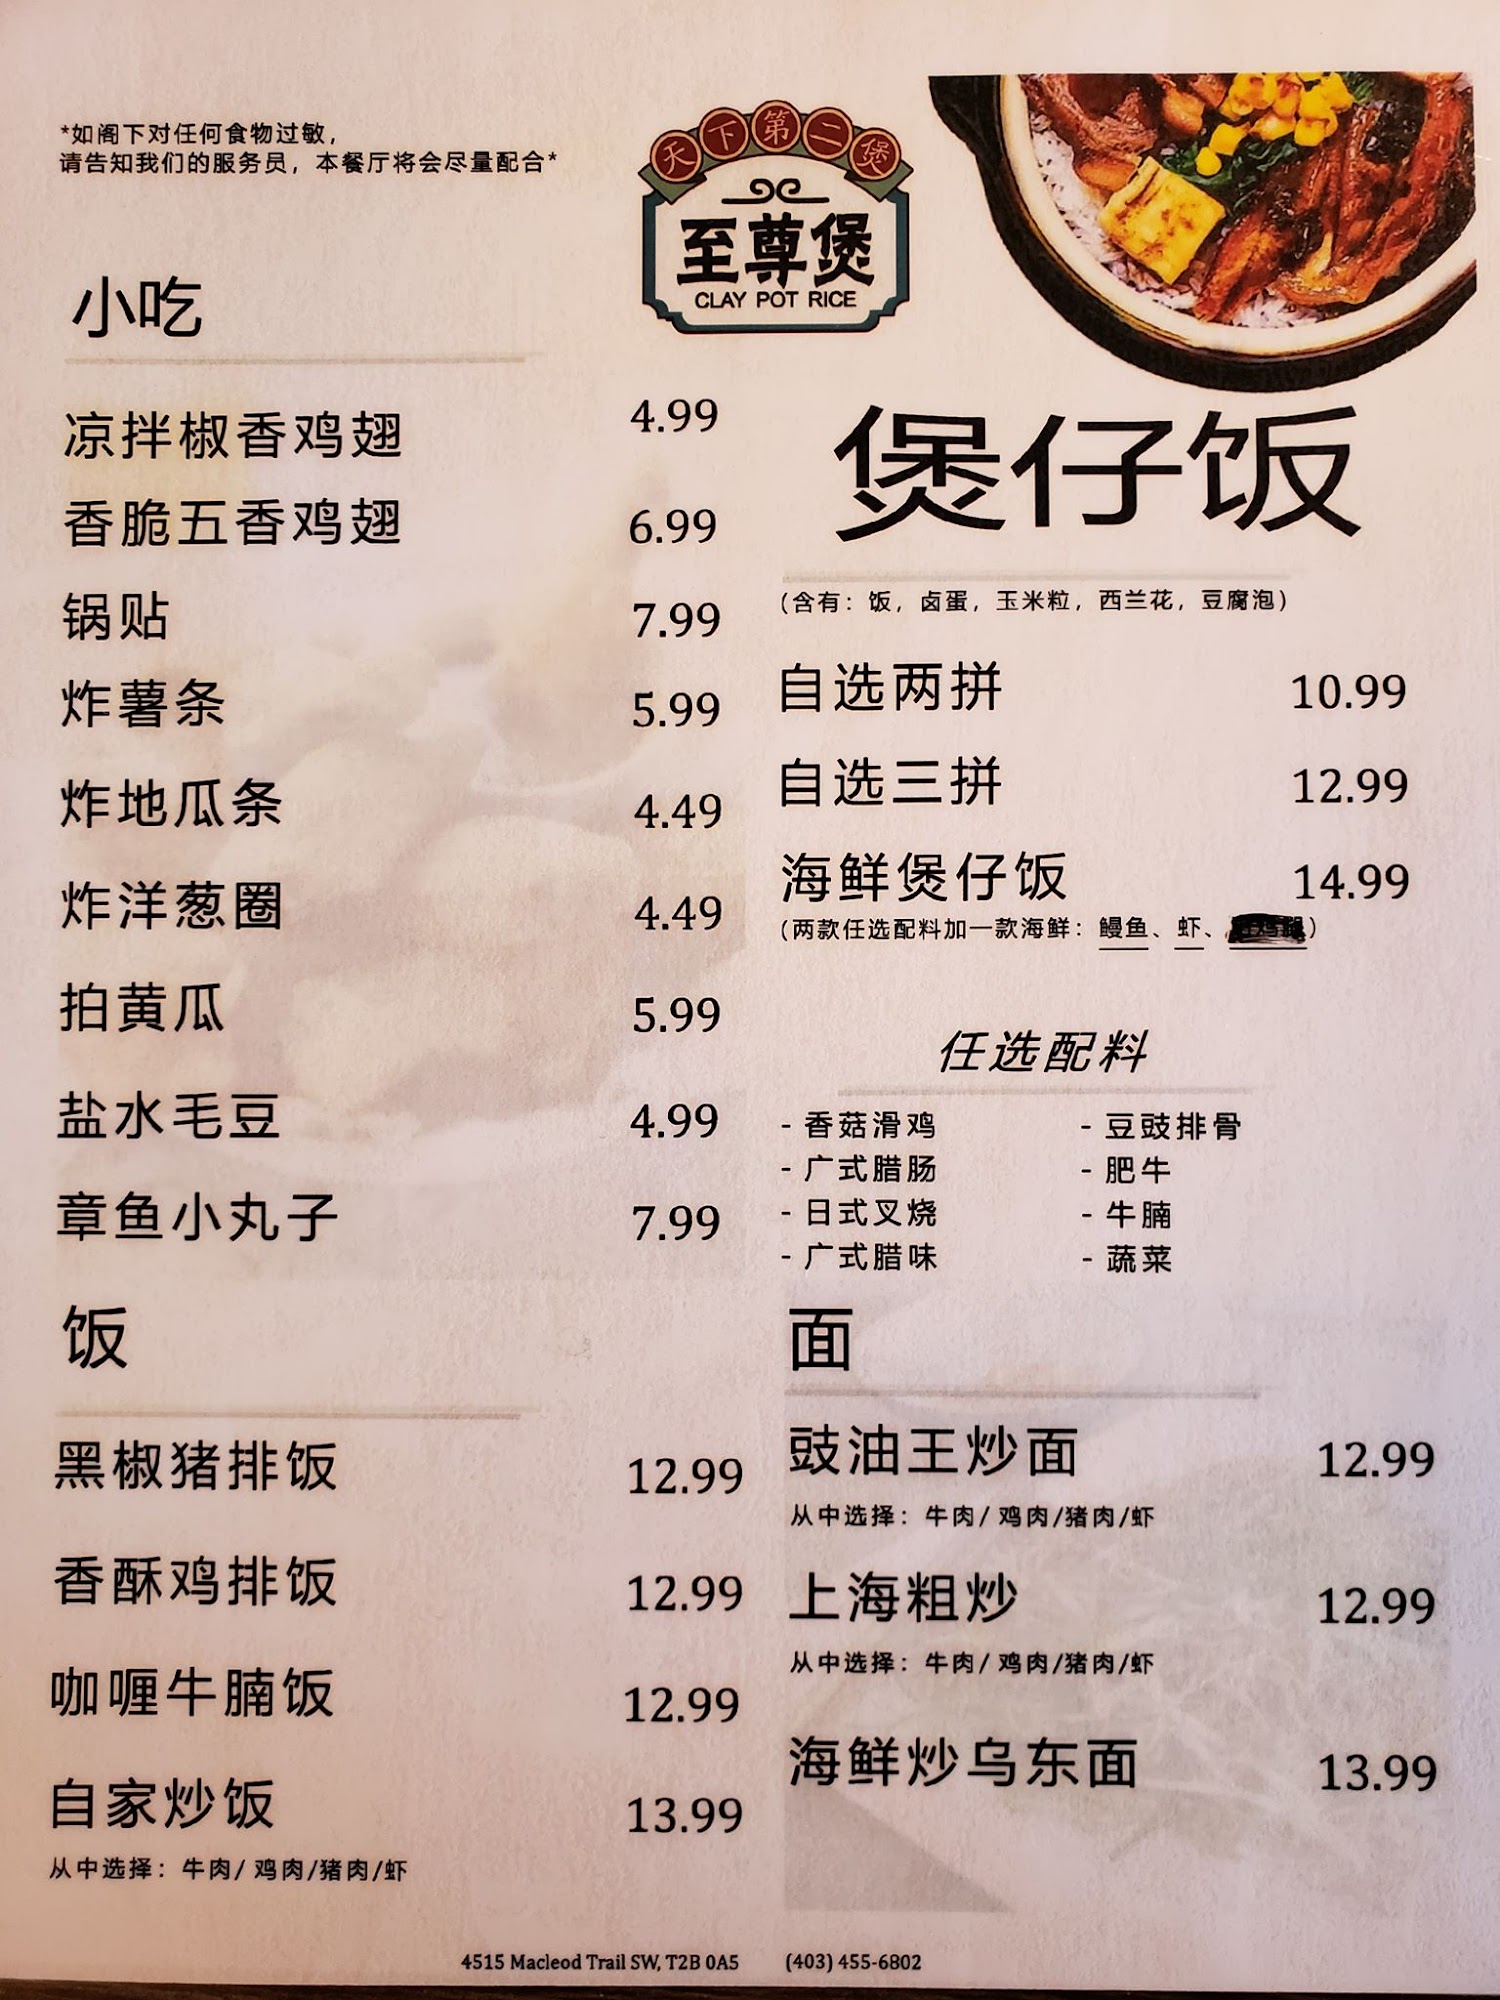 *如阁下对任何食物过敏，
请告知我们的服务员，本餐厅将会尽量配合*
天下第二煲
至尊煲
CLAY POT RICE
小吃
凉拌椒香鸡翅 4.99
香脆五香鸡翅 6.99
锅贴 7.99
炸薯条 5.99
炸地瓜条 4.49
炸洋葱圈 4.49
拍黄瓜 5.99
盐水毛豆 4.99
章鱼小丸子 7.99
饭
黑椒猪排饭 12.99
香酥鸡排饭 12.99
咖喱牛腩饭 12.99
自家炒饭 13.99
从中选择：牛肉/ 鸡肉/猪肉/虾
煲仔饭
(含有：饭，卤蛋，玉米粒，西兰花，豆腐泡)
自选两拼 10.99
自选三拼 12.99
海鲜煲仔饭 14.99
(两款任选配料加一款海鲜：鳗鱼、虾、)
任选配料
- 香菇滑鸡 - 豆豉排骨
- 广式腊肠 - 肥牛
- 日式叉烧 - 牛腩
- 广式腊味 - 蔬菜
面
豉油王炒面 12.99
从中选择：牛肉/ 鸡肉/猪肉/虾
上海粗炒 12.99
从中选择：牛肉/ 鸡肉/猪肉/虾
海鲜炒乌东面 13.99
4515 Macleod Trail SW, T2B 0A5 (403) 455-6802